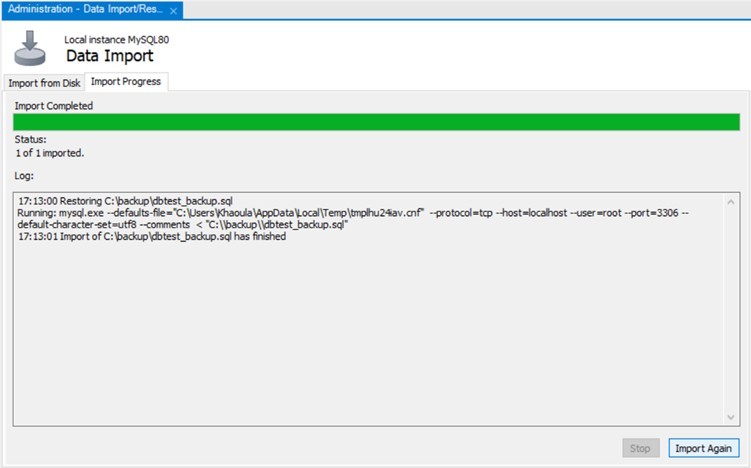 Administration - Data Import/Res...
Local instance MySQL80
Data Import
Import from Disk
Import Progress
Import Completed
Status:
1 of 1 imported.
Log:
17:13:00 Restoring C:\backup\dbtest_backup.sql
Running: mysql.exe --defaults-file="C:\Users\Khaoula\AppData\Local\Temp\tmplhu24iav.cnf"  --protocol=tcp --host=localhost --user=root --port=3306 --
default-character-set=utf8 --comments  < "C:\\backup\\dbtest_backup.sql"
17:13:01 Import of C:\backup\dbtest_backup.sql has finished
Stop
Import Again